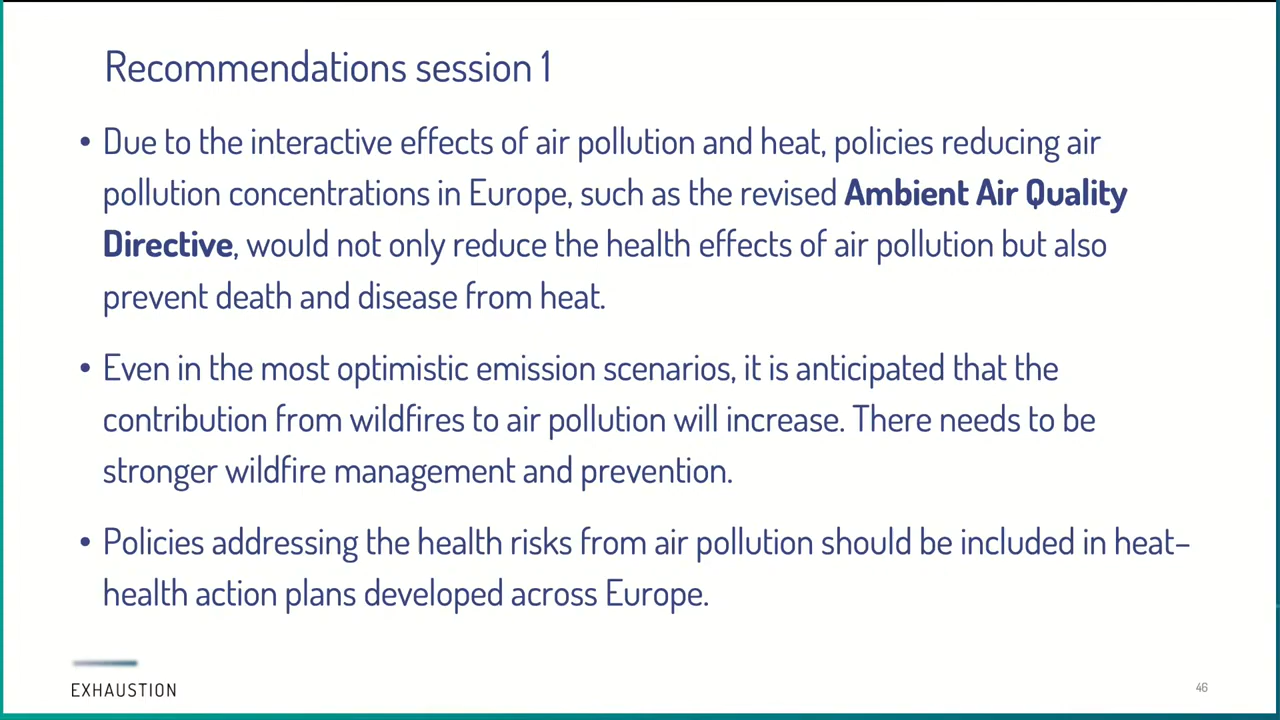 Recommendations session 1
• Due to the interactive effects of air pollution and heat, policies reducing air
pollution concentrations in Europe, such as the revised Ambient Air Quality
Directive, would not only reduce the health effects of air pollution but also
prevent death and disease from heat.
• Even in the most optimistic emission scenarios, it is anticipated that the
contribution from wildfires to air pollution will increase. There needs to be
stronger wildfire management and prevention.
• Policies addressing the health risks from air pollution should be included in heat–
health action plans developed across Europe.
EXHAUSTION
46